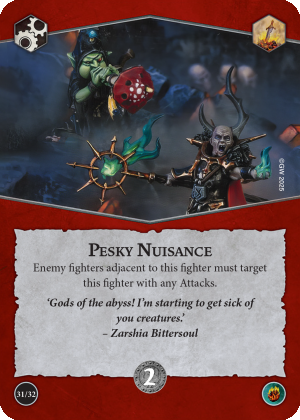 ©GW 2025
PESKY NUISANCE
Enemy fighters adjacent to this fighter must target
this fighter with any Attacks.
‘Gods of the abyss! I’m starting to get sick of
you creatures.’
– Zarshia Bittersoul
31/32
2